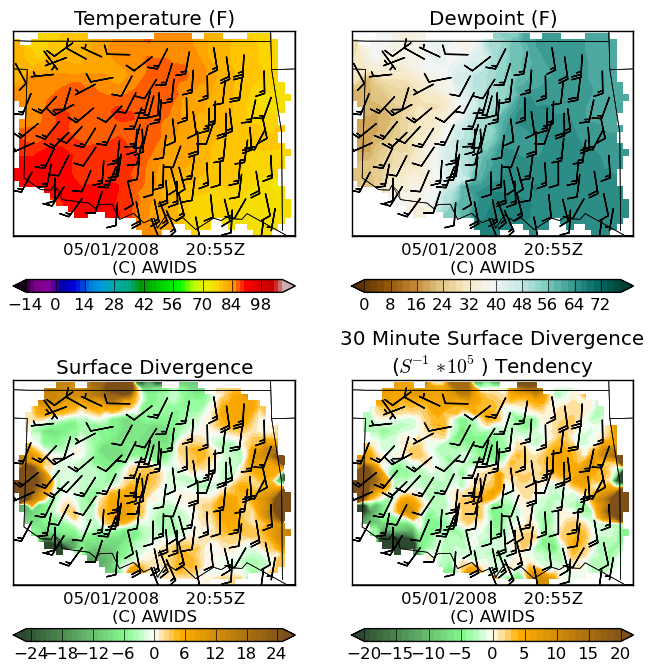 Temperature (F)
Dewpoint (F)
05/01/2008 20:55Z
(C) AWIDS
05/01/2008 20:55Z
(C) AWIDS
−14 0 14 28 42 56 70 84 98
0 8 16 24 32 40 48 56 64 72
Surface Divergence
30 Minute Surface Divergence
(S⁻¹ *10⁵ ) Tendency
05/01/2008 20:55Z
(C) AWIDS
05/01/2008 20:55Z
(C) AWIDS
−24 −18 −12 −6 0 6 12 18 24
−20 −15 −10 −5 0 5 10 15 20